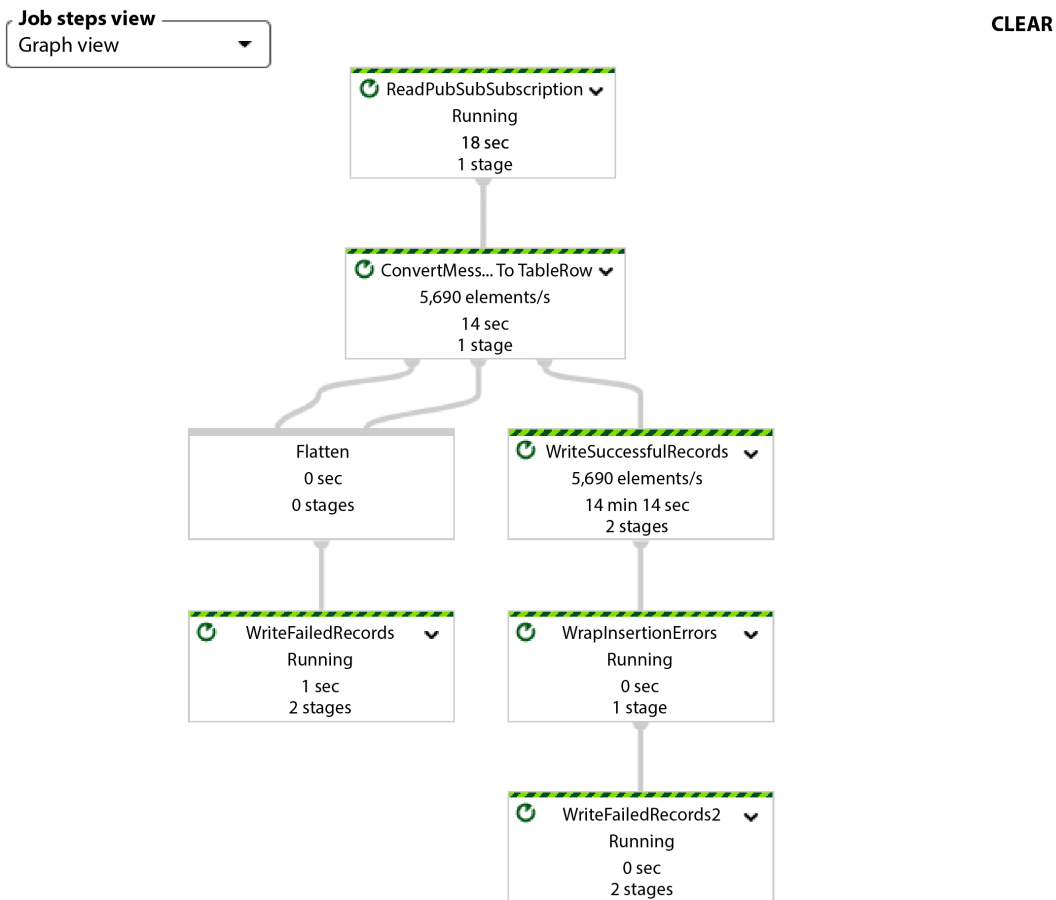 Job steps view
Graph view
CLEAR
ReadPubSubSubscription
Running
18 sec
1 stage
ConvertMess... To TableRow
5,690 elements/s
14 sec
1 stage
Flatten
0 sec
0 stages
WriteSuccessfulRecords
5,690 elements/s
14 min 14 sec
2 stages
WriteFailedRecords
Running
1 sec
2 stages
WrapInsertionErrors
Running
0 sec
1 stage
WriteFailedRecords2
Running
0 sec
2 stages